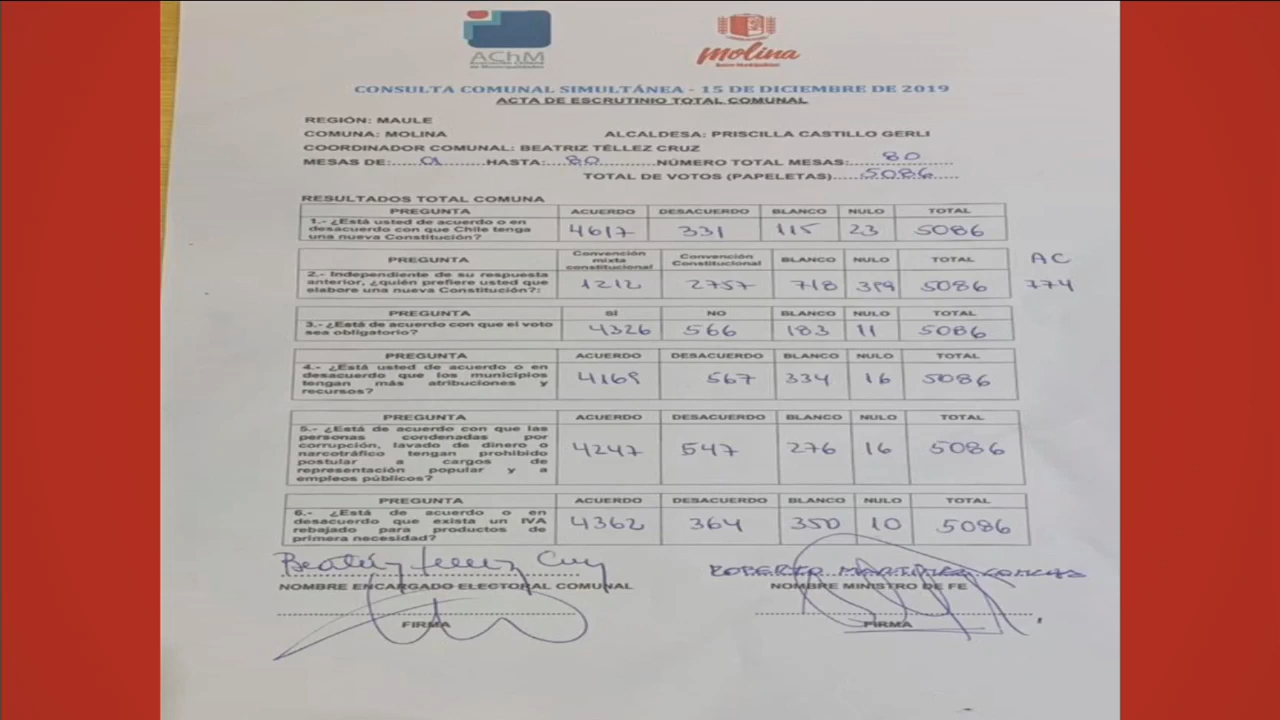 AChM
Asociación Chilena
de Municipalidades
Molina
CONSULTA COMUNAL SIMULTÁNEA - 15 DE DICIEMBRE DE 2019
ACTA DE ESCRUTINIO TOTAL COMUNAL
REGIÓN: MAULE
COMUNA: MOLINA ALCALDESA: PRISCILLA CASTILLO GERLI
COORDINADOR COMUNAL: BEATRIZ TÉLLEZ CRUZ
MESAS DE: 01 HASTA: 80 NÚMERO TOTAL MESAS: 80
TOTAL DE VOTOS (PAPELETAS) 5086
RESULTADOS TOTAL COMUNA
PREGUNTA ACUERDO DESACUERDO BLANCO NULO TOTAL
1.- ¿Está usted de acuerdo o en
desacuerdo con que Chile tenga
una nueva Constitución? 4617 331 115 23 5086
PREGUNTA Convención mixta constitucional Convención Constitucional BLANCO NULO TOTAL AC
2.- Independiente de su respuesta
anterior, ¿quién prefiere usted que
elabore una nueva Constitución?: 1212 2757 718 399 5086 774
PREGUNTA SÍ NO BLANCO NULO TOTAL
3.- ¿Está de acuerdo con que el voto
sea obligatorio? 4326 566 183 11 5086
PREGUNTA ACUERDO DESACUERDO BLANCO NULO TOTAL
4.- ¿Está usted de acuerdo o en
desacuerdo que los municipios
tengan más atribuciones y
recursos? 4169 567 334 16 5086
PREGUNTA ACUERDO DESACUERDO BLANCO NULO TOTAL
5.- ¿Está de acuerdo con que las
personas condenadas por
corrupción, lavado de dinero o
narcotráfico tengan prohibido
postular a cargos de
representación popular y a
empleos públicos? 4247 547 276 16 5086
PREGUNTA ACUERDO DESACUERDO BLANCO NULO TOTAL
6.- ¿Está de acuerdo o en
desacuerdo que exista un IVA
rebajado para productos de
primera necesidad? 4362 364 350 10 5086
Beatriz Tellez Cruz ROBERTO MARTINEZ
NOMBRE ENCARGADO ELECTORAL COMUNAL NOMBRE MINISTRO DE FE
FIRMA FIRMA